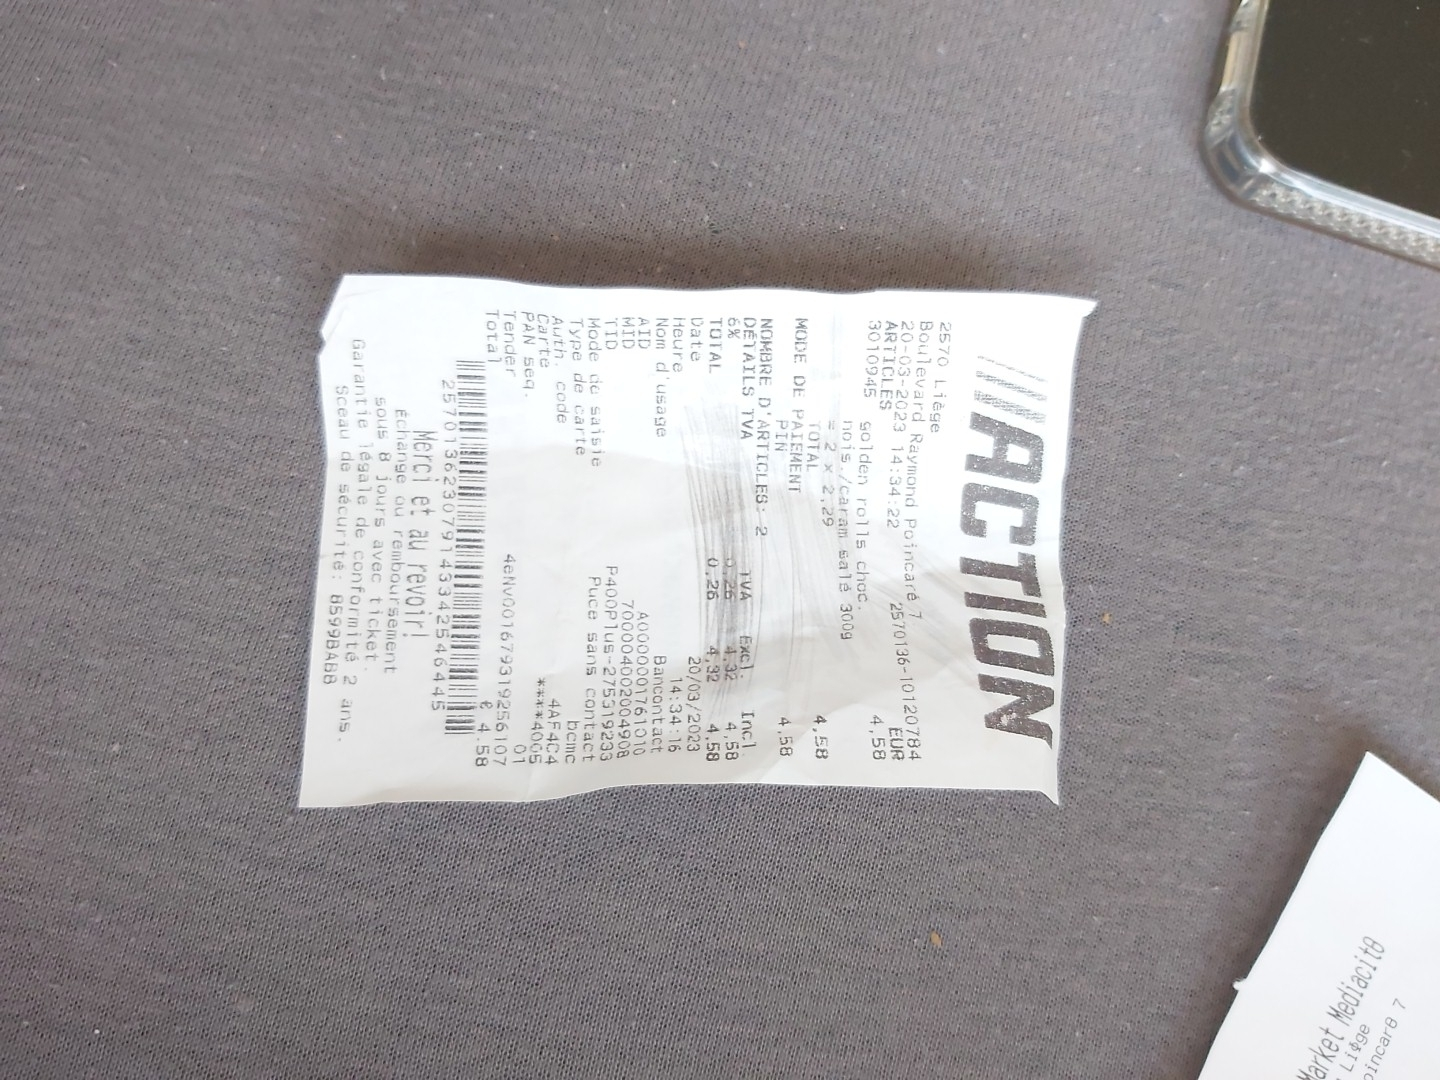 ACTION
2570 Liège
Boulevard Raymond Poincaré 7
20-03-2023 14:34:22 2570136-10120784
ARTICLES EUR
3010945 golden rolls choc. 4,58
nois./caram salé 300g
= 2 x 2,29
TOTAL 4,58
MODE DE PAIEMENT
PIN 4,58
NOMBRE D'ARTICLES: 2
DÉTAILS TVA TVA Excl. Incl.
6% 0,26 4,32 4,58
TOTAL 0,26 4,32 4,58
Date 20/03/2023
Heure 14:34:16
Nom d'usage Bancontact
AID A0000001761010
MID 70000402004908
TID P400Plus-275319233
Mode de saisie Puce sans contact
Type de carte bcmc
Auth. code 4AF4C4
Carte ****4005
PAN seq. 01
Tender 4eNv001679319256107
Total € 4.58
2570136230791433425464​45
Merci et au revoir!
Échange ou remboursement
sous 8 jours avec ticket.
Garantie légale de conformité 2 ans.
Sceau de sécurité: 8599BABB
Market Mediacité
Liège
Poincaré 7